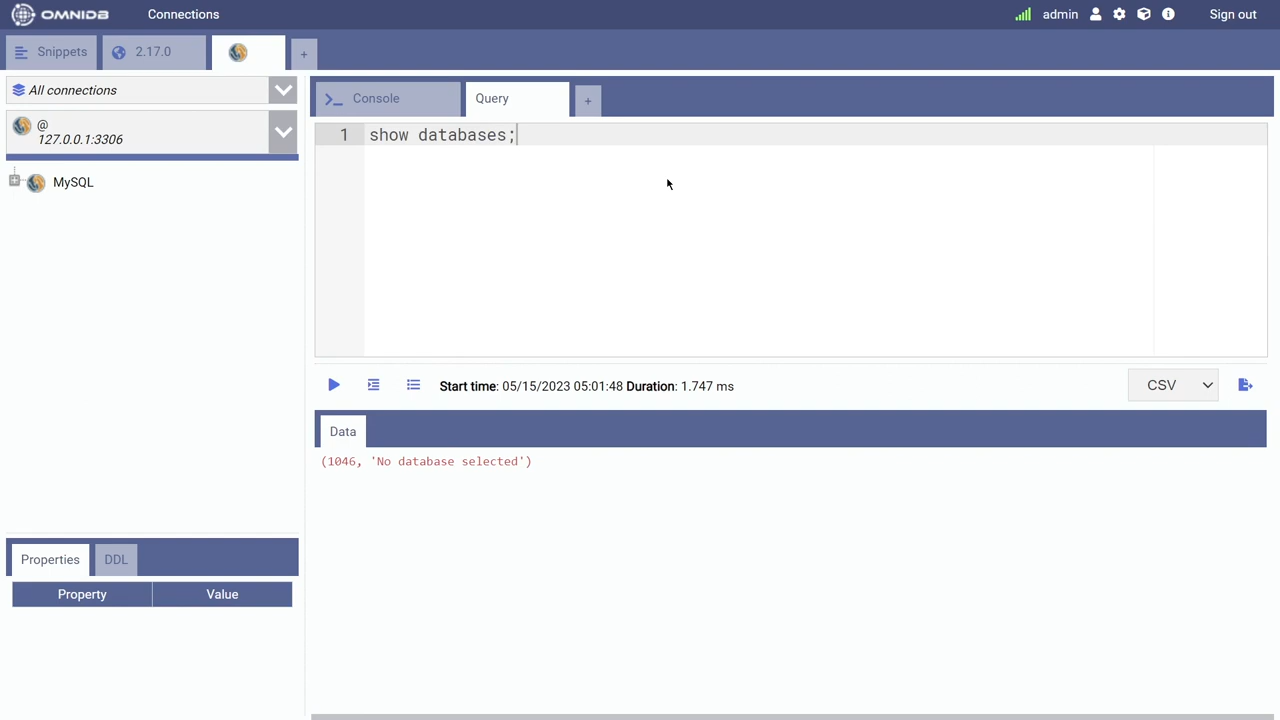 OMNIDB Connections admin Sign out
Snippets 2.17.0 +
All connections
@
127.0.0.1:3306
MySQL
Console Query +
1 show databases;
Start time: 05/15/2023 05:01:48 Duration: 1.747 ms CSV
Data
(1046, 'No database selected')
Properties DDL
Property Value